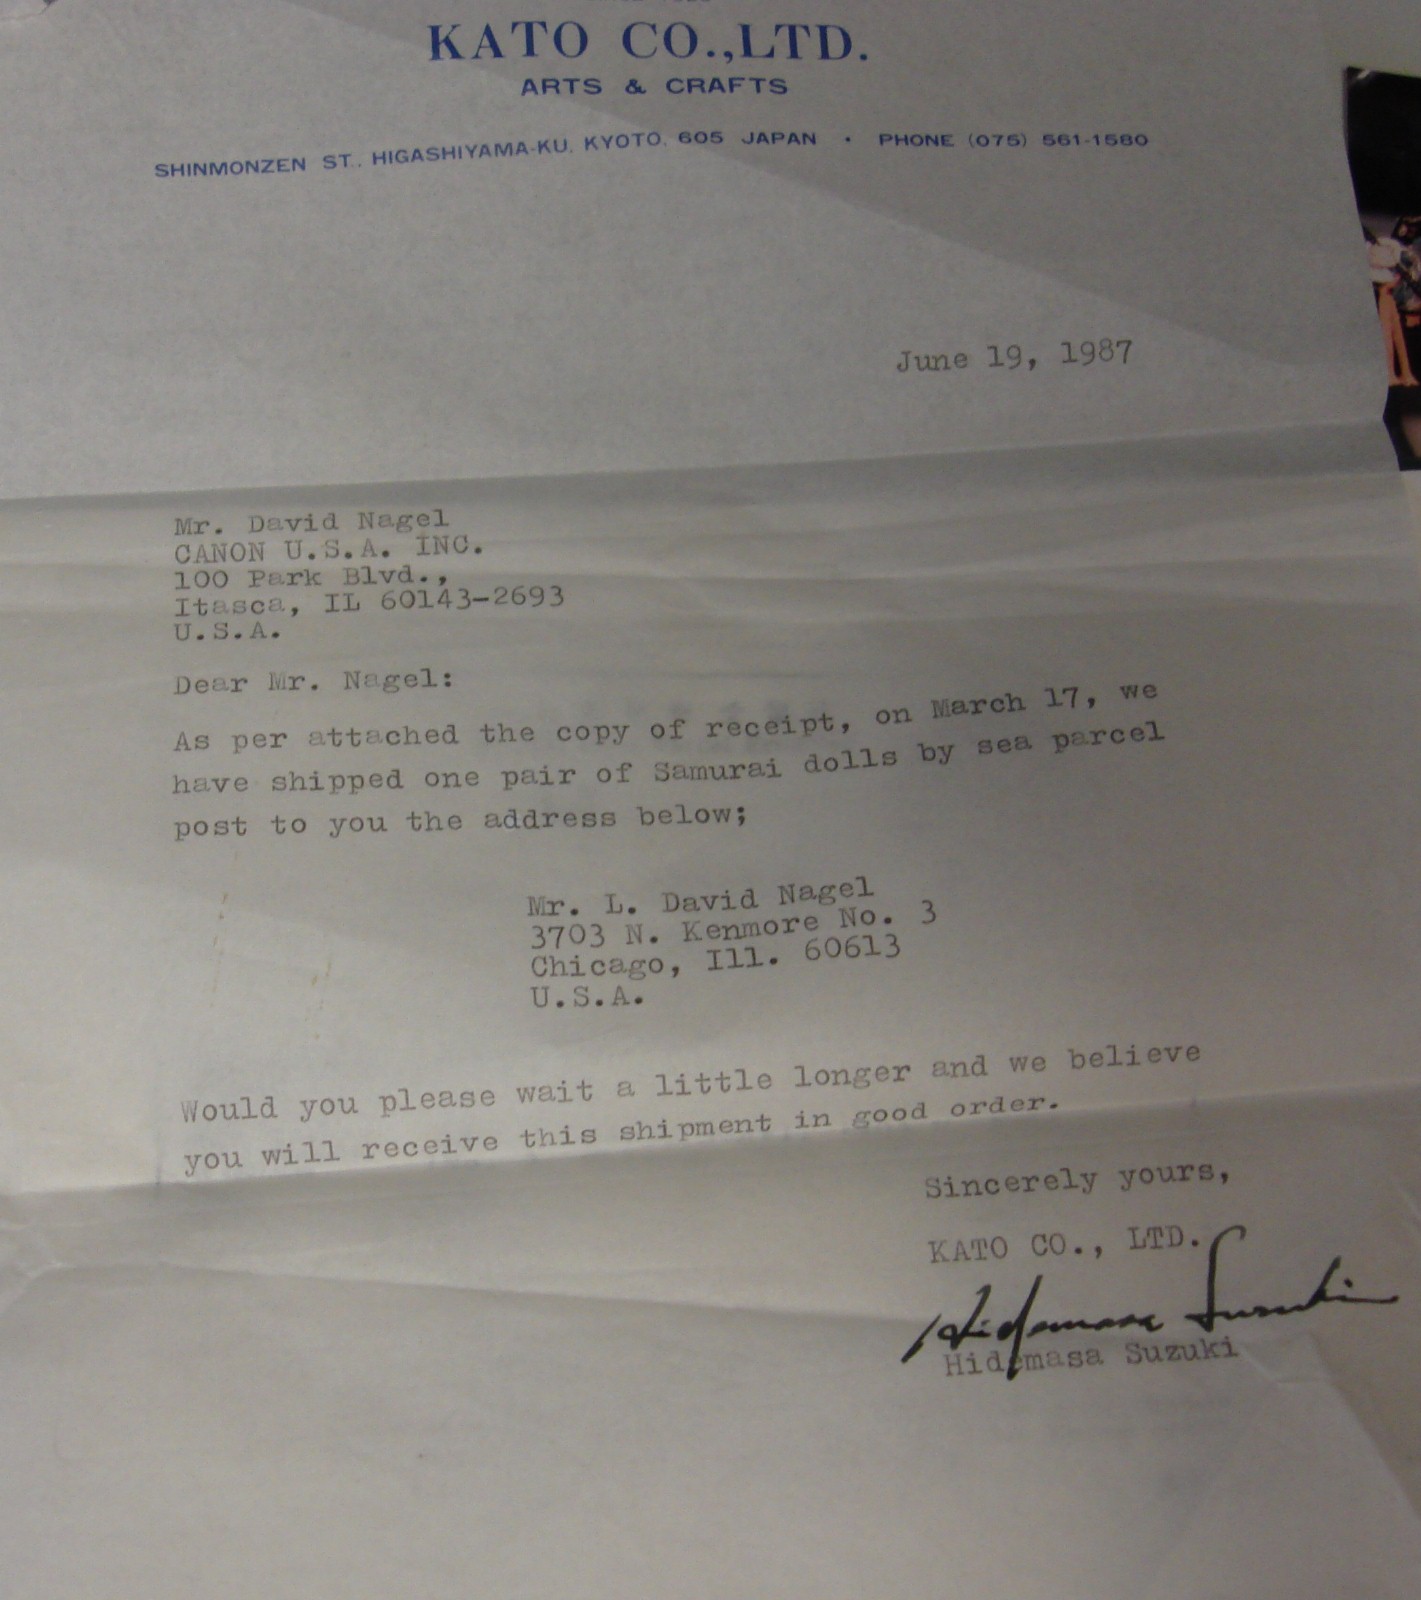 KATO CO.,LTD.
ARTS & CRAFTS
SHINMONZEN ST., HIGASHIYAMA-KU, KYOTO, 605 JAPAN · PHONE (075) 561-1580
June 19, 1987
Mr. David Nagel
CANON U.S.A. INC.
100 Park Blvd.,
Itasca, IL 60143-2693
U.S.A.
Dear Mr. Nagel:
As per attached the copy of receipt, on March 17, we
have shipped one pair of Samurai dolls by sea parcel
post to you the address below;
Mr. L. David Nagel
3703 N. Kenmore No. 3
Chicago, Ill. 60613
U.S.A.
Would you please wait a little longer and we believe
you will receive this shipment in good order.
Sincerely yours,
KATO CO., LTD.
Hidemasa Suzuki
Hidemasa Suzuki